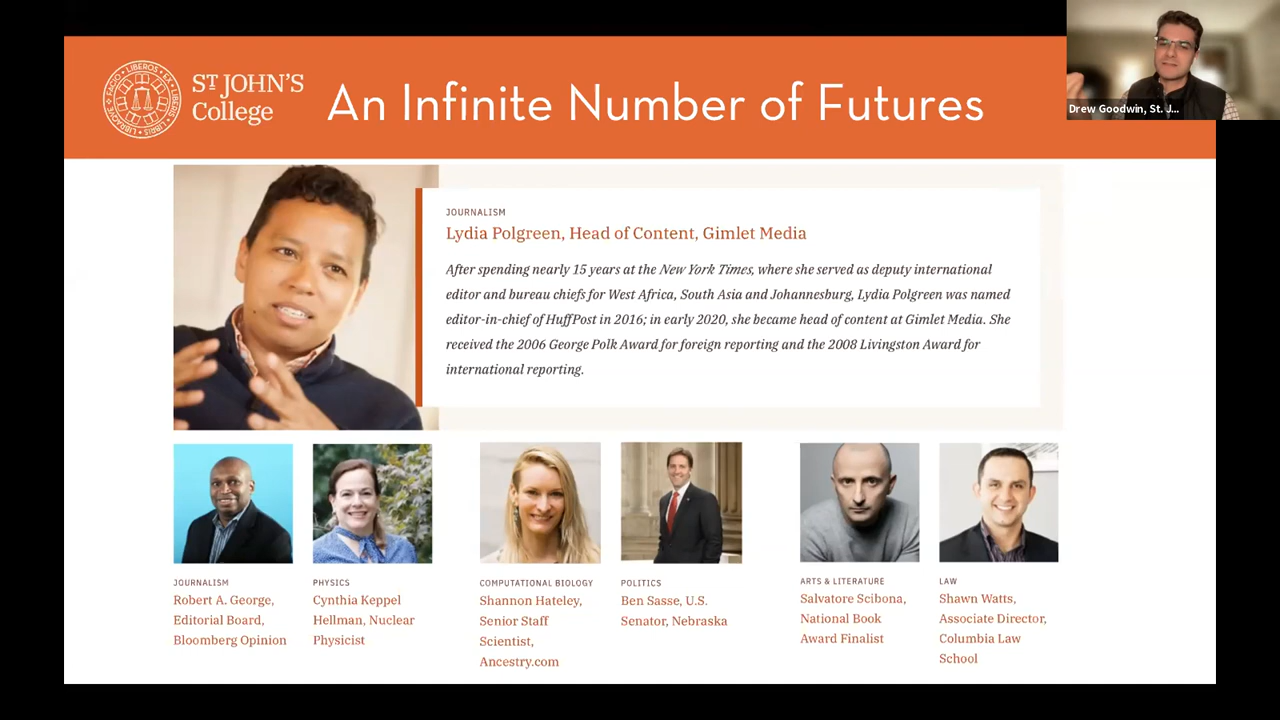 ST JOHN'S
College
FACIO LIBEROS EX LIBERIS LIBRIS LIBRAQUE
An Infinite Number of Futures
Drew Goodwin, St. J...
JOURNALISM
Lydia Polgreen, Head of Content, Gimlet Media
After spending nearly 15 years at the New York Times, where she served as deputy international
editor and bureau chiefs for West Africa, South Asia and Johannesburg, Lydia Polgreen was named
editor-in-chief of HuffPost in 2016; in early 2020, she became head of content at Gimlet Media. She
received the 2006 George Polk Award for foreign reporting and the 2008 Livingston Award for
international reporting.
JOURNALISM
Robert A. George,
Editorial Board,
Bloomberg Opinion
PHYSICS
Cynthia Keppel
Hellman, Nuclear
Physicist
COMPUTATIONAL BIOLOGY
Shannon Hateley,
Senior Staff
Scientist,
Ancestry.com
POLITICS
Ben Sasse, U.S.
Senator, Nebraska
ARTS & LITERATURE
Salvatore Scibona,
National Book
Award Finalist
LAW
Shawn Watts,
Associate Director,
Columbia Law
School